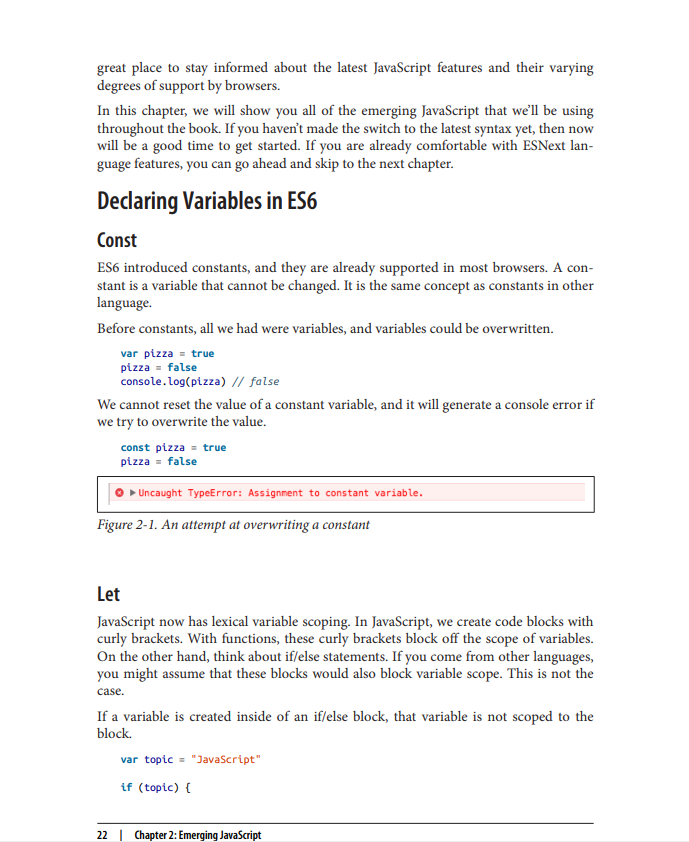 great place to stay informed about the latest JavaScript features and their varying
degrees of support by browsers.
In this chapter, we will show you all of the emerging JavaScript that we’ll be using
throughout the book. If you haven’t made the switch to the latest syntax yet, then now
will be a good time to get started. If you are already comfortable with ESNext lan-
guage features, you can go ahead and skip to the next chapter.
Declaring Variables in ES6
Const
ES6 introduced constants, and they are already supported in most browsers. A con-
stant is a variable that cannot be changed. It is the same concept as constants in other
language.
Before constants, all we had were variables, and variables could be overwritten.
var pizza = true
pizza = false
console.log(pizza) // false
We cannot reset the value of a constant variable, and it will generate a console error if
we try to overwrite the value.
const pizza = true
pizza = false
Uncaught TypeError: Assignment to constant variable.
Figure 2-1. An attempt at overwriting a constant
Let
JavaScript now has lexical variable scoping. In JavaScript, we create code blocks with
curly brackets. With functions, these curly brackets block off the scope of variables.
On the other hand, think about if/else statements. If you come from other languages,
you might assume that these blocks would also block variable scope. This is not the
case.
If a variable is created inside of an if/else block, that variable is not scoped to the
block.
var topic = "JavaScript"
if (topic) {
22 | Chapter 2: Emerging JavaScript